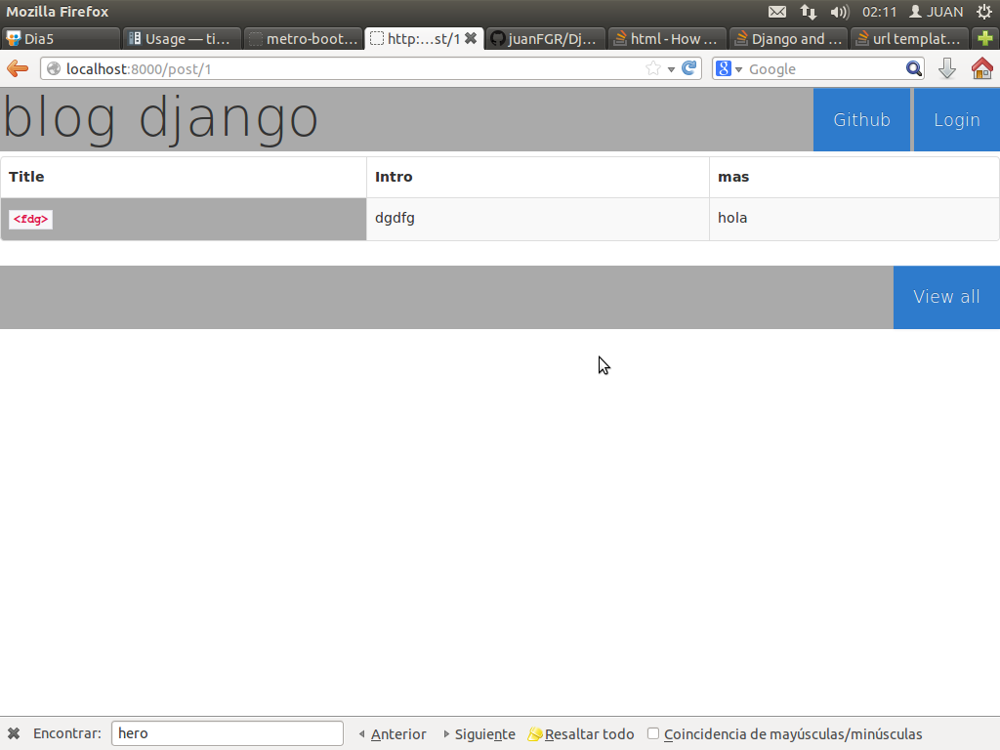 Mozilla Firefox 02:11 JUAN
Dia5 Usage — ti... metro-boot... http:...st/1 juanFGR/Dj... html - How ... Django and ... url templat...
localhost:8000/post/1 Google
blog django Github Login
Title Intro mas
<fdg> dgdfg hola
View all
Encontrar: hero Anterior Siguiente Resaltar todo Coincidencia de mayúsculas/minúsculas